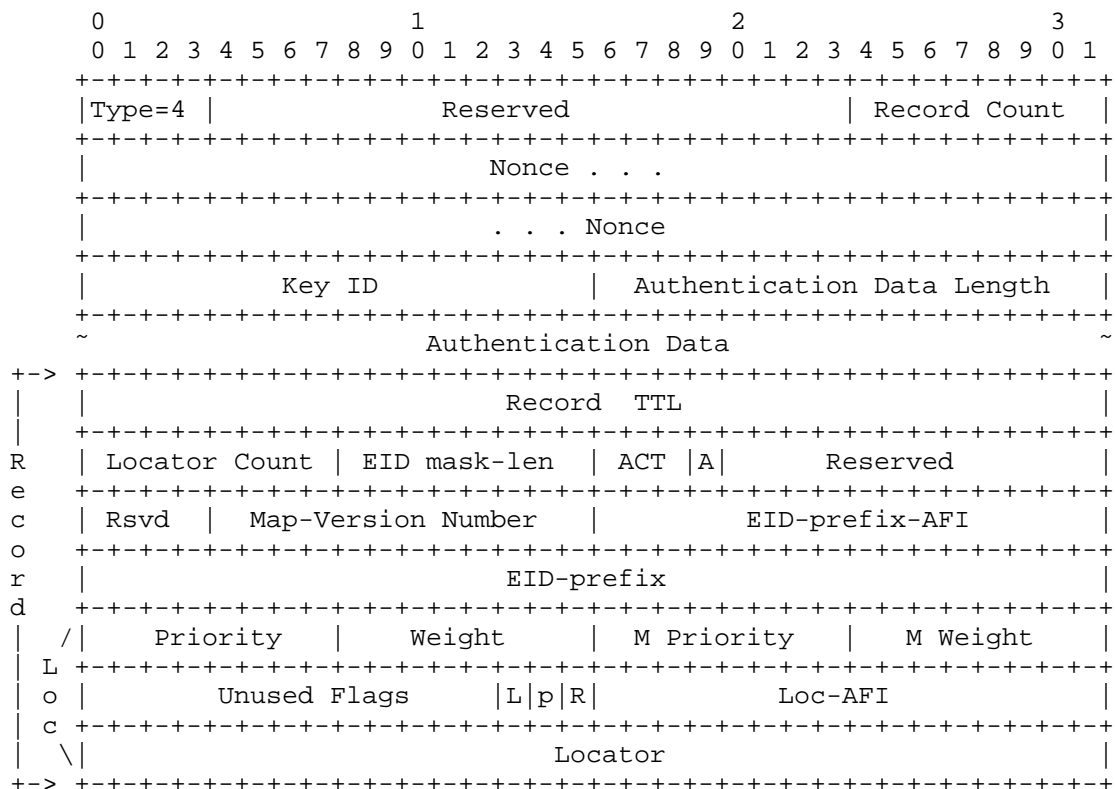 0                   1                   2                   3
        0 1 2 3 4 5 6 7 8 9 0 1 2 3 4 5 6 7 8 9 0 1 2 3 4 5 6 7 8 9 0 1
       +-+-+-+-+-+-+-+-+-+-+-+-+-+-+-+-+-+-+-+-+-+-+-+-+-+-+-+-+-+-+-+-+
       |Type=4 |              Reserved                 | Record Count  |
       +-+-+-+-+-+-+-+-+-+-+-+-+-+-+-+-+-+-+-+-+-+-+-+-+-+-+-+-+-+-+-+-+
       |                         Nonce . . .                           |
       +-+-+-+-+-+-+-+-+-+-+-+-+-+-+-+-+-+-+-+-+-+-+-+-+-+-+-+-+-+-+-+-+
       |                         . . . Nonce                           |
       +-+-+-+-+-+-+-+-+-+-+-+-+-+-+-+-+-+-+-+-+-+-+-+-+-+-+-+-+-+-+-+-+
       |            Key ID             |  Authentication Data Length   |
       +-+-+-+-+-+-+-+-+-+-+-+-+-+-+-+-+-+-+-+-+-+-+-+-+-+-+-+-+-+-+-+-+
       ~                     Authentication Data                       ~
   +-> +-+-+-+-+-+-+-+-+-+-+-+-+-+-+-+-+-+-+-+-+-+-+-+-+-+-+-+-+-+-+-+-+
   |   |                          Record  TTL                          |
   |   +-+-+-+-+-+-+-+-+-+-+-+-+-+-+-+-+-+-+-+-+-+-+-+-+-+-+-+-+-+-+-+-+
   R   | Locator Count | EID mask-len  | ACT |A|      Reserved         |
   e   +-+-+-+-+-+-+-+-+-+-+-+-+-+-+-+-+-+-+-+-+-+-+-+-+-+-+-+-+-+-+-+-+
   c   | Rsvd  |  Map-Version Number   |         EID-prefix-AFI        |
   o   +-+-+-+-+-+-+-+-+-+-+-+-+-+-+-+-+-+-+-+-+-+-+-+-+-+-+-+-+-+-+-+-+
   r   |                          EID-prefix                           |
   d   +-+-+-+-+-+-+-+-+-+-+-+-+-+-+-+-+-+-+-+-+-+-+-+-+-+-+-+-+-+-+-+-+
   |  /|    Priority   |    Weight     |  M Priority   |   M Weight    |
   | L +-+-+-+-+-+-+-+-+-+-+-+-+-+-+-+-+-+-+-+-+-+-+-+-+-+-+-+-+-+-+-+-+
   | o |        Unused Flags     |L|p|R|           Loc-AFI             |
   | c +-+-+-+-+-+-+-+-+-+-+-+-+-+-+-+-+-+-+-+-+-+-+-+-+-+-+-+-+-+-+-+-+
   |  \|                             Locator                           |
   +-> +-+-+-+-+-+-+-+-+-+-+-+-+-+-+-+-+-+-+-+-+-+-+-+-+-+-+-+-+-+-+-+-+